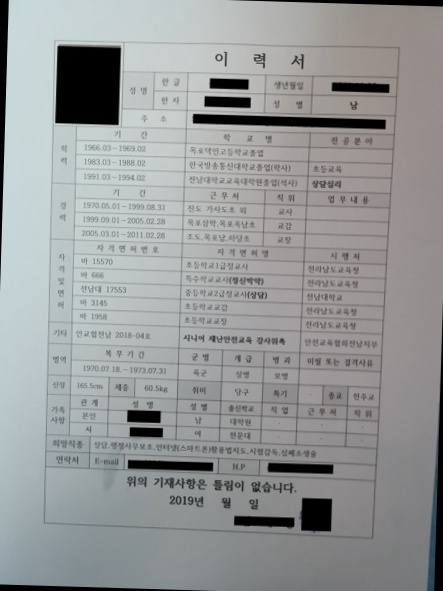 이 력 서
성 명 한 글 생년월일
한 자 성 별 남
주 소
학 력 기 간 학 교 명 전공분야
1966.03~1969.02 목포덕인고등학교졸업
1983.03~1988.02 한국방송통신대학교졸업(학사) 초등교육
1991.03~1994.02 전남대학교교육대학원졸업(석사) 상담심리
경 력 기 간 근 무 처 직 위 업 무 내 용
1970.05.01~1999.08.31 진도 가사도초 외 교사
1999.09.01~2005.02.28 목포삼학,목포옥남초 교감
2005.03.01~2011.02.28 조도,목포남,하당초 교장
자 격 및 면 허 자 격 면 허 번 호 자 격 면 허 명 시 행 처
바 15570 초등학교1급정교사 전라남도교육청
바 666 특수학교교사(정신박약) 전라남도교육청
전남대 17553 중등학교2급정교사(상담) 전남대학교
바 3145 초등학교교감 전라남도교육청
바 1958 초등학교교장 전라남도교육청
기타 안교협전남 2018-04호 시니어 재난안전교육 강사위촉 안전교육협회전남지부
병역 복 무 기 간 군 별 계 급 병 과 미필 또는 결격사유
1970.07.18.~1973.07.31 육군 상병 보병
신장 165.5cm 체중 60.5kg 취미 당구 특기 종교 천주교
가족 사항 관 계 성 명 성 별 출신학교 직 업 근 무 처 직 위
본인 남 대학원
처 여 전문대
희망직종 상담,행정사무보조,인터넷(스마트폰)활용법지도,시험감독,심폐소생술
연락처 E-mail H.P
위의 기재사항은 틀림이 없습니다.
2019년 월 일